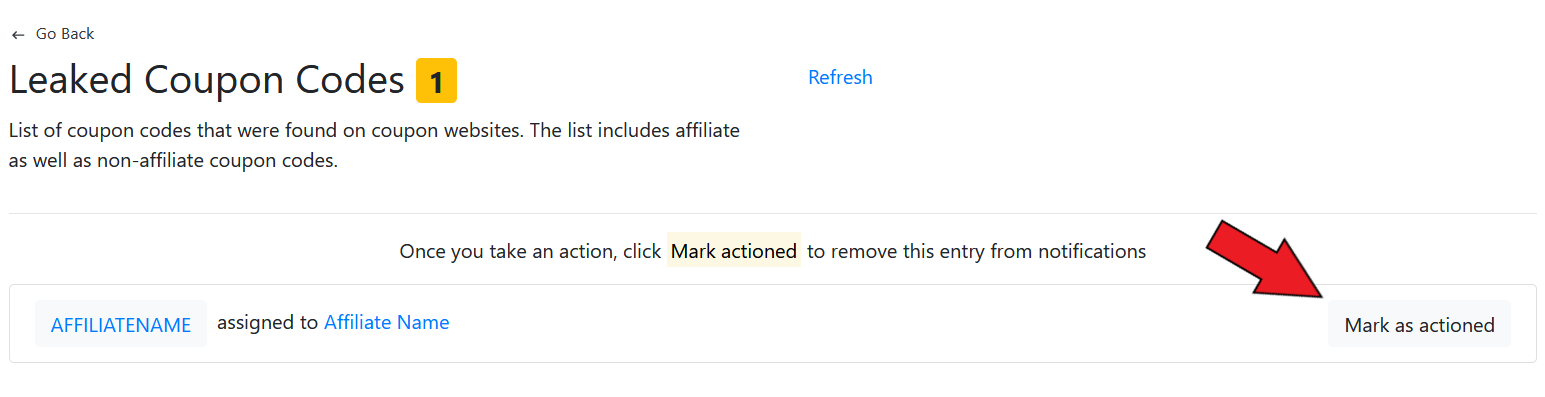 ← Go Back
Leaked Coupon Codes 1
Refresh
List of coupon codes that were found on coupon websites. The list includes affiliate
as well as non-affiliate coupon codes.
Once you take an action, click Mark actioned to remove this entry from notifications
AFFILIATENAME assigned to Affiliate Name
Mark as actioned